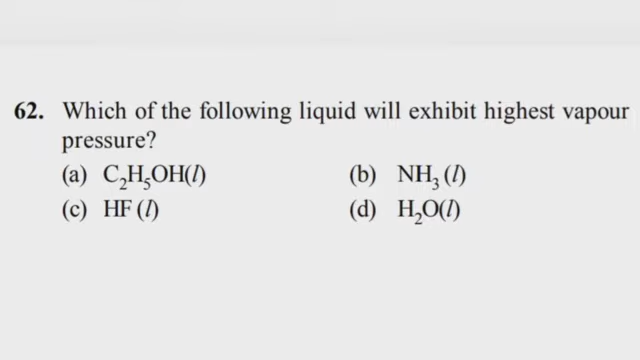 62. Which of the following liquid will exhibit highest vapour
pressure?
(a) C₂H₅OH(l) (b) NH₃ (l)
(c) HF (l) (d) H₂O(l)